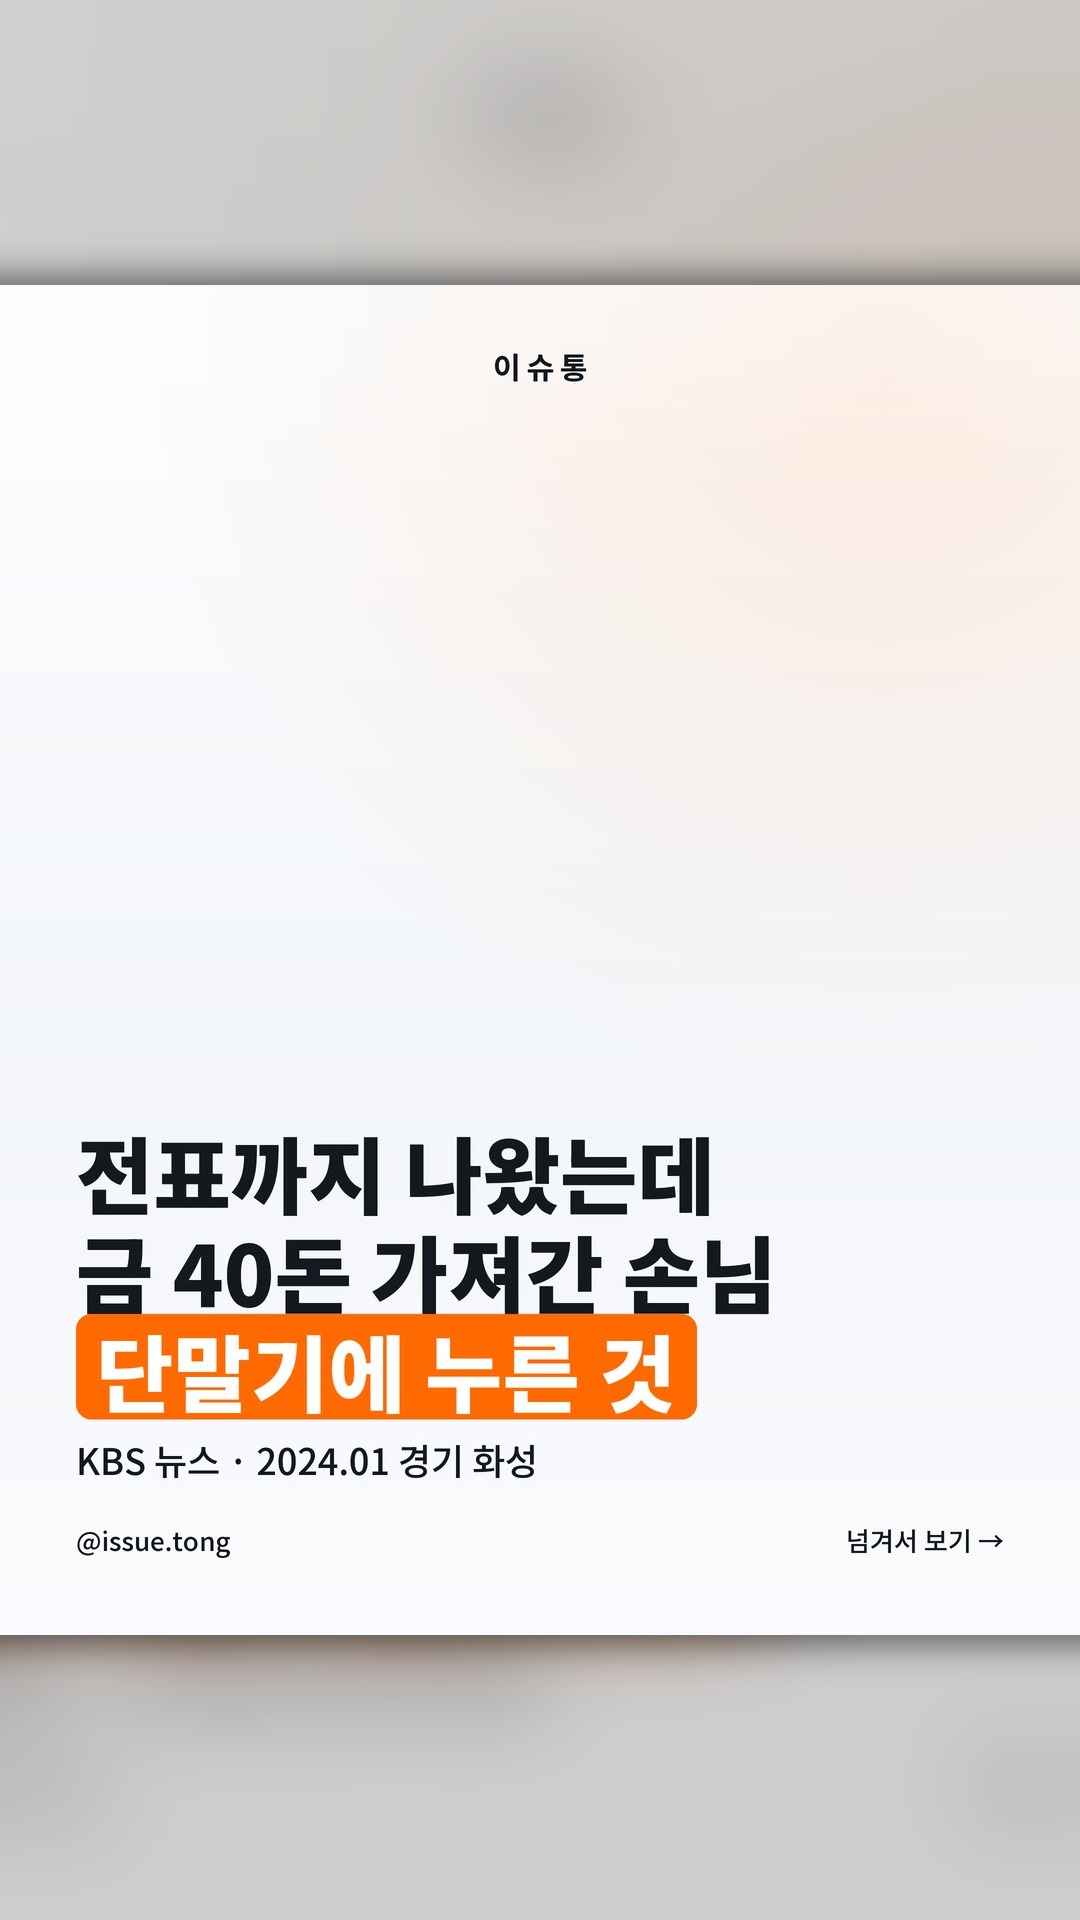 이슈통
전표까지 나왔는데
금 40돈 가져간 손님
단말기에 누른 것
KBS 뉴스 · 2024.01 경기 화성
@issue.tong
넘겨서 보기 →